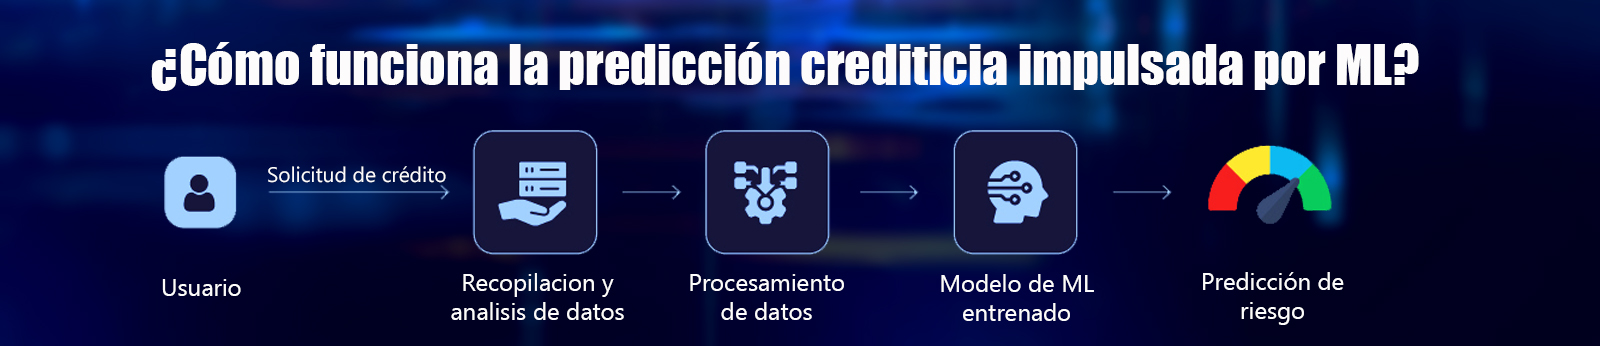 ¿Cómo funciona la predicción crediticia impulsada por ML?
Solicitud de crédito
Usuario
Recopilacion y
analisis de datos
Procesamiento
de datos
Modelo de ML
entrenado
Predicción de
riesgo